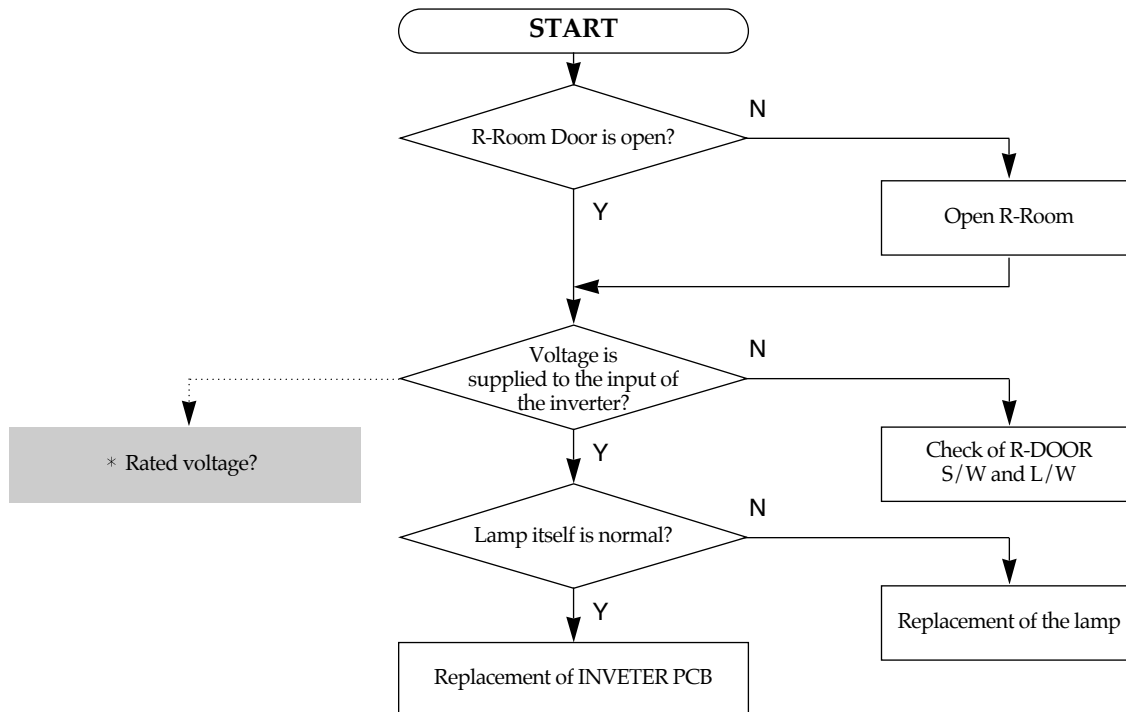 START
R-Room Door is open?
N
Y
Open R-Room
Voltage is
supplied to the input of
the inverter?
N
Y
* Rated voltage?
Check of R-DOOR
S/W and L/W
Lamp itself is normal?
N
Y
Replacement of the lamp
Replacement of INVETER PCB